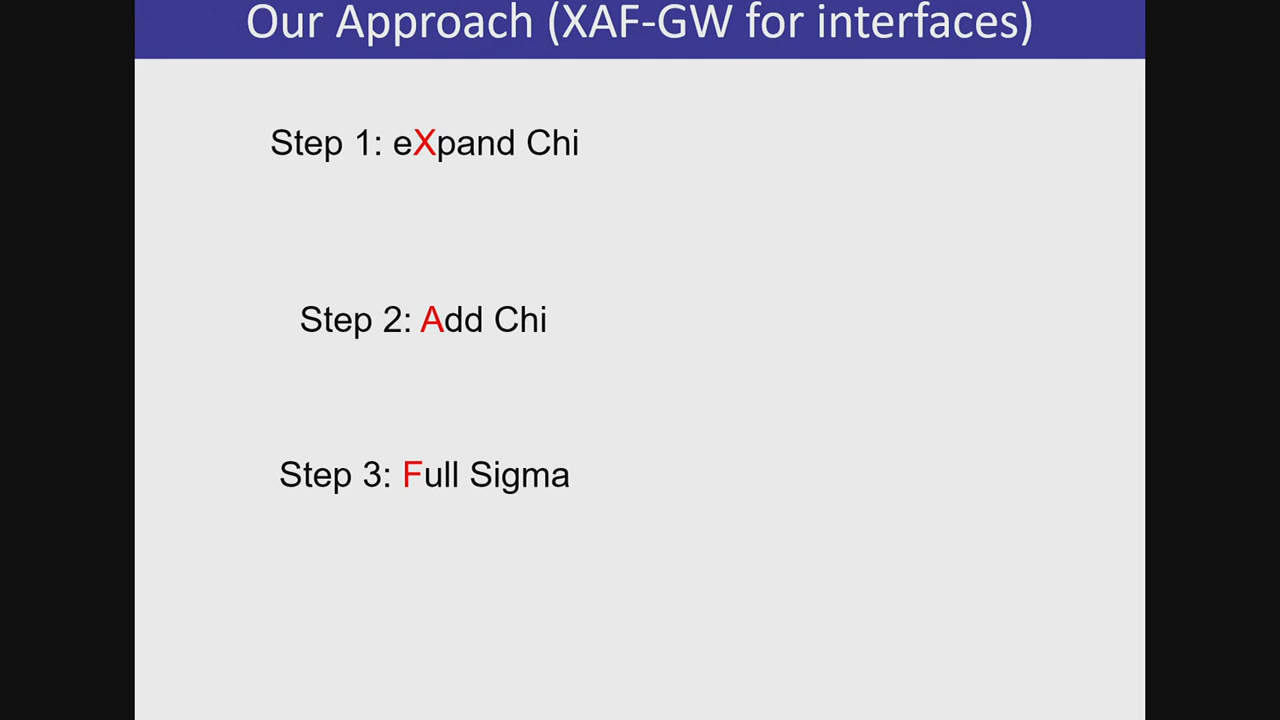 Our Approach (XAF-GW for interfaces)
Step 1: eXpand Chi
Step 2: Add Chi
Step 3: Full Sigma